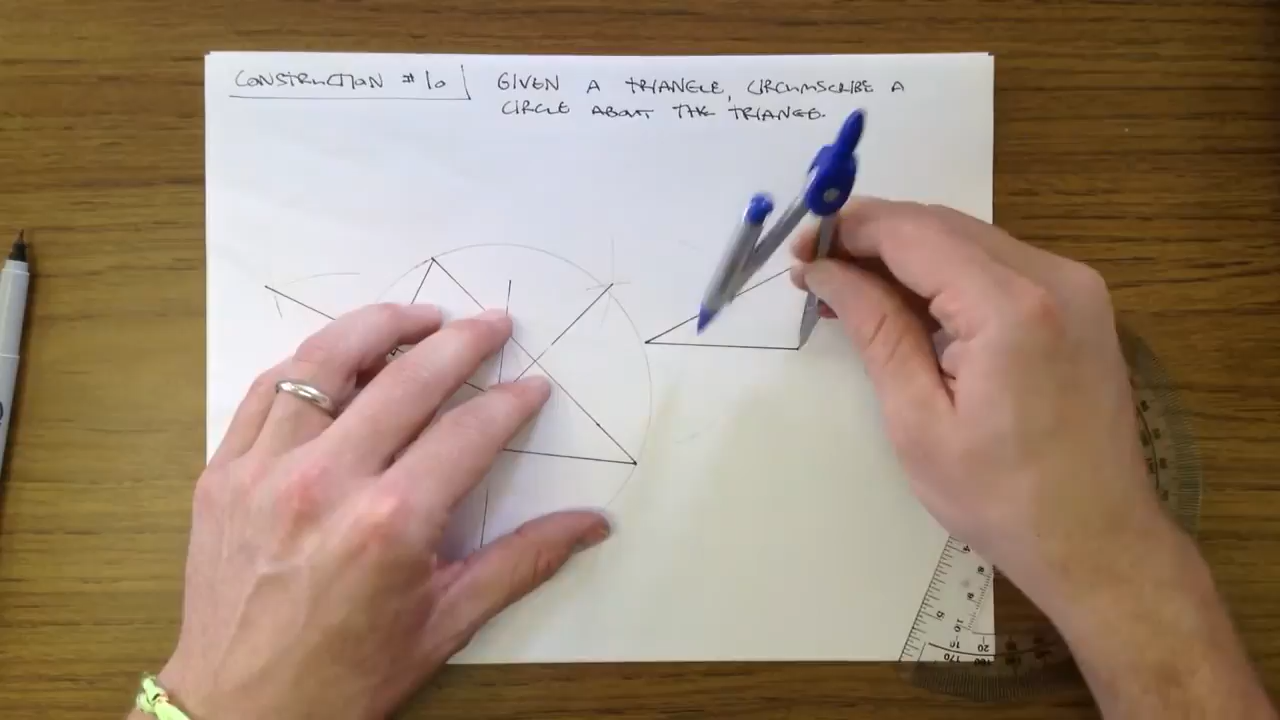 CONSTRUCTION #10
GIVEN A TRIANGLE, CIRCUMSCRIBE A
CIRCLE ABOUT THE TRIANGLE.